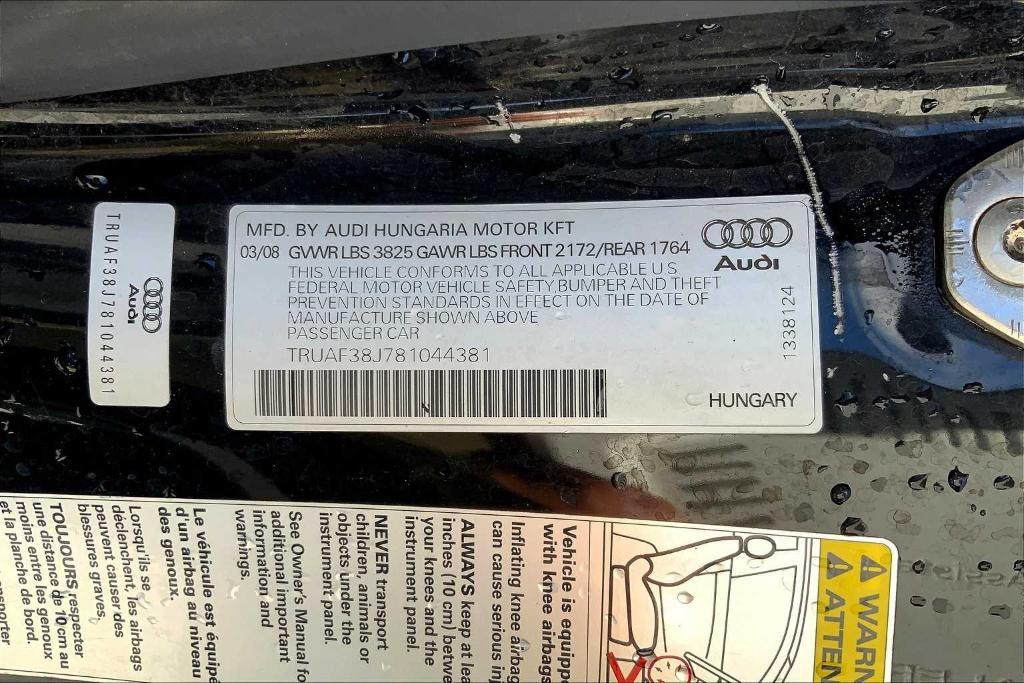 TRUAF38J781044381
Audi
MFD. BY AUDI HUNGARIA MOTOR KFT
03/08 GVWR LBS 3825 GAWR LBS FRONT 2172/REAR 1764
THIS VEHICLE CONFORMS TO ALL APPLICABLE U.S.
FEDERAL MOTOR VEHICLE SAFETY,BUMPER AND THEFT
PREVENTION STANDARDS IN EFFECT ON THE DATE OF
MANUFACTURE SHOWN ABOVE
PASSENGER CAR
TRUAF38J781044381
Audi
1338124
HUNGARY
WARN
ATTEN
Vehicle is equipp
with knee airbags
Inflating knee airbag
can cause serious inj
ALWAYS keep at lea
inches (10 cm) betwe
your knees and the
instrument panel.
NEVER transport
children, animals or
objects under the
instrument panel.
See Owner's Manual fo
additional important
information and
warnings.
Le véhicule est équipé
d'un airbag au niveau
des genoux.
Lorsqu'ils se
déclenchent, les airbags
peuvent causer des
blessures graves.
TOUJOURS respecter
une distance de 10 cm au
moins entre les genoux
et la planche de bord.